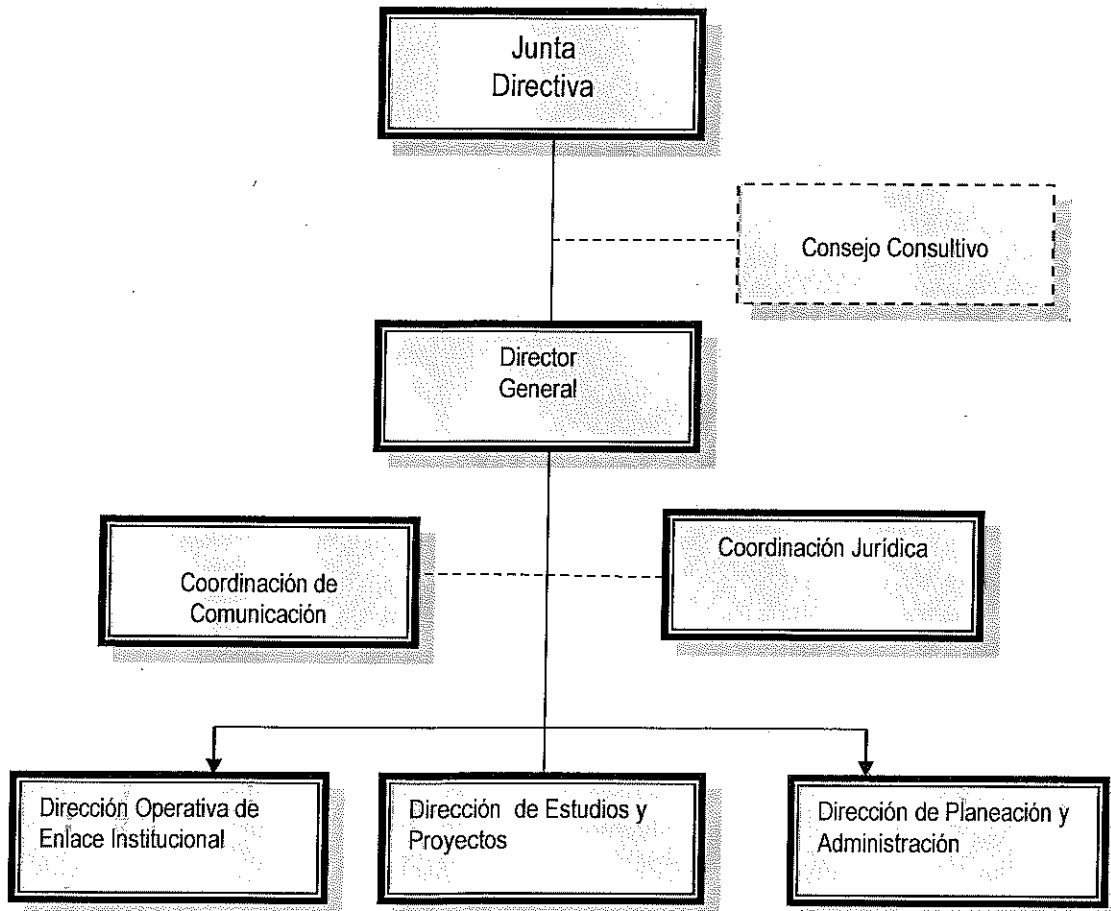 Junta
Directiva
Consejo Consultivo
Director
General
Coordinación Jurídica
Coordinación de
Comunicación
Dirección Operativa de
Enlace Institucional
Dirección de Estudios y
Proyectos
Dirección de Planeación y
Administración